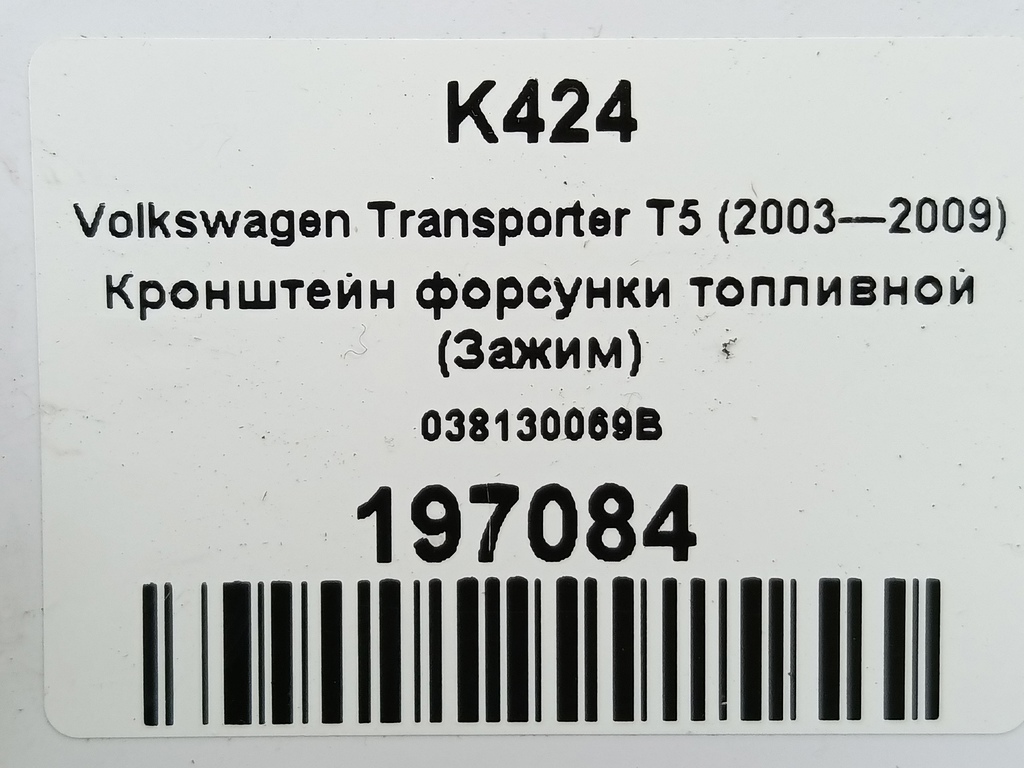 K424
Volkswagen Transporter T5 (2003—2009)
Кронштейн форсунки топливной
(Зажим)
038130069B
197084